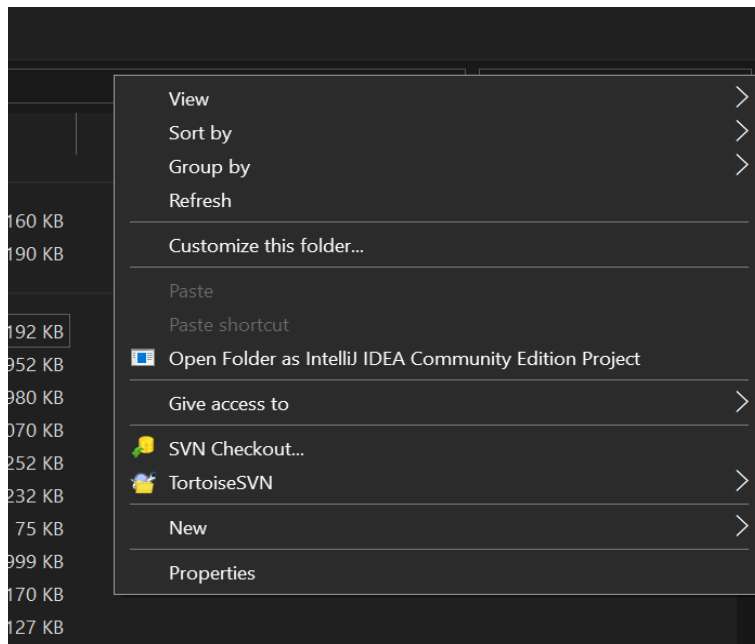 View
Sort by
Group by
Refresh
Customize this folder...
Paste
Paste shortcut
Open Folder as IntelliJ IDEA Community Edition Project
Give access to
SVN Checkout...
TortoiseSVN
New
Properties
160 KB
190 KB
192 KB
952 KB
980 KB
070 KB
252 KB
232 KB
75 KB
999 KB
170 KB
127 KB